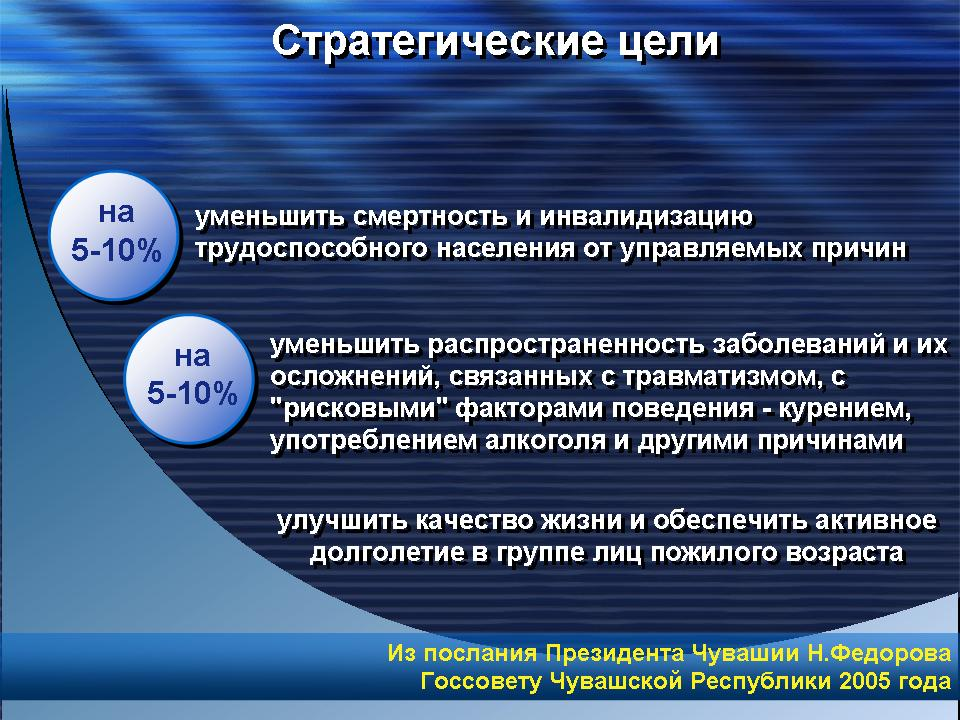 Стратегические цели
на
5-10%
уменьшить смертность и инвалидизацию
трудоспособного населения от управляемых причин
на
5-10%
уменьшить распространенность заболеваний и их
осложнений, связанных с травматизмом, с
"рисковыми" факторами поведения - курением,
употреблением алкоголя и другими причинами
улучшить качество жизни и обеспечить активное
долголетие в группе лиц пожилого возраста
Из послания Президента Чувашии Н.Федорова
Госсовету Чувашской Республики 2005 года